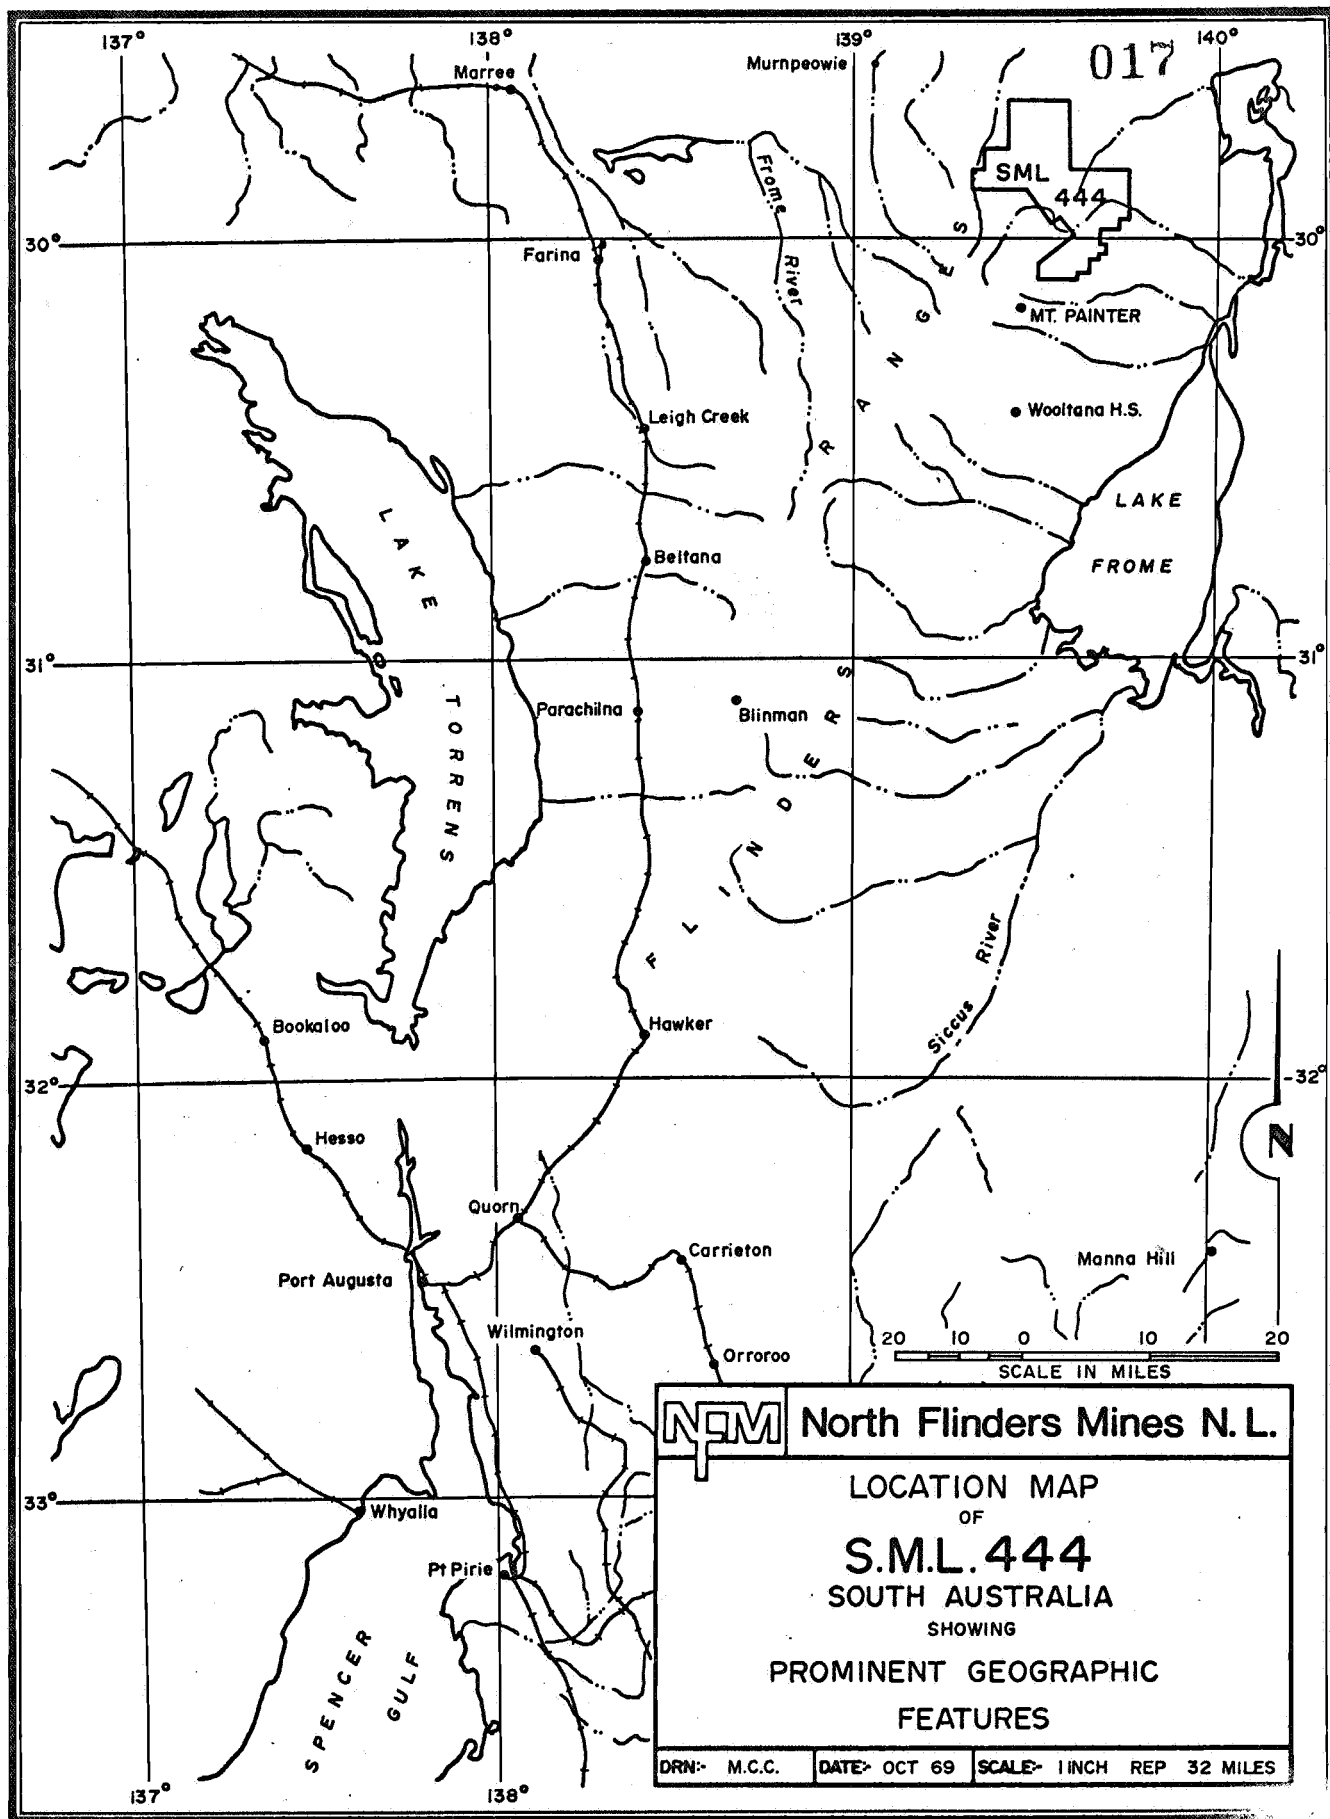 137° 138° 139° 140°
017
Marree
Murnpeowie
SML
444
Frome
River
30° 30°
Farina
MT. PAINTER
Leigh Creek
Wooltana H.S.
LAKE
FROME
LAKE TORRENS
Beltana
31° 31°
Parachilna
Blinman
FLINDERS RANGES
Siccus River
Bookaloo
Hawker
32° 32°
Hesso
N
Quorn
Carrieton
Manna Hill
Port Augusta
Wilmington
Orroroo
20 10 0 10 20
SCALE IN MILES
NFM North Flinders Mines N.L.
LOCATION MAP
OF
S.M.L. 444
SOUTH AUSTRALIA
SHOWING
PROMINENT GEOGRAPHIC
FEATURES
DRN:- M.C.C. DATE:- OCT 69 SCALE:- 1 INCH REP 32 MILES
33°
Whyalla
Pt Pirie
SPENCER
GULF
137° 138°